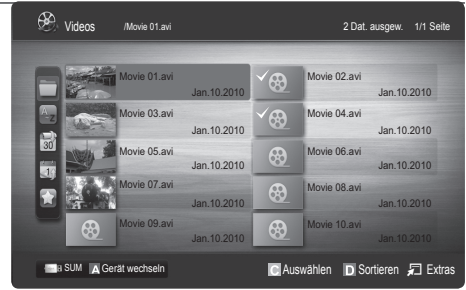 Videos /Movie 01.avi 2 Dat. ausgew. 1/1 Seite
Movie 01.avi Movie 02.avi
Jan.10.2010 Jan.10.2010
Movie 03.avi Movie 04.avi
Jan.10.2010 Jan.10.2010
Movie 05.avi Movie 06.avi
Jan.10.2010 Jan.10.2010
Movie 07.avi Movie 08.avi
Jan.10.2010 Jan.10.2010
Movie 09.avi Movie 10.avi
Jan.10.2010 Jan.10.2010
A Z
30
1
a SUM A Gerät wechseln C Auswählen D Sortieren Extras